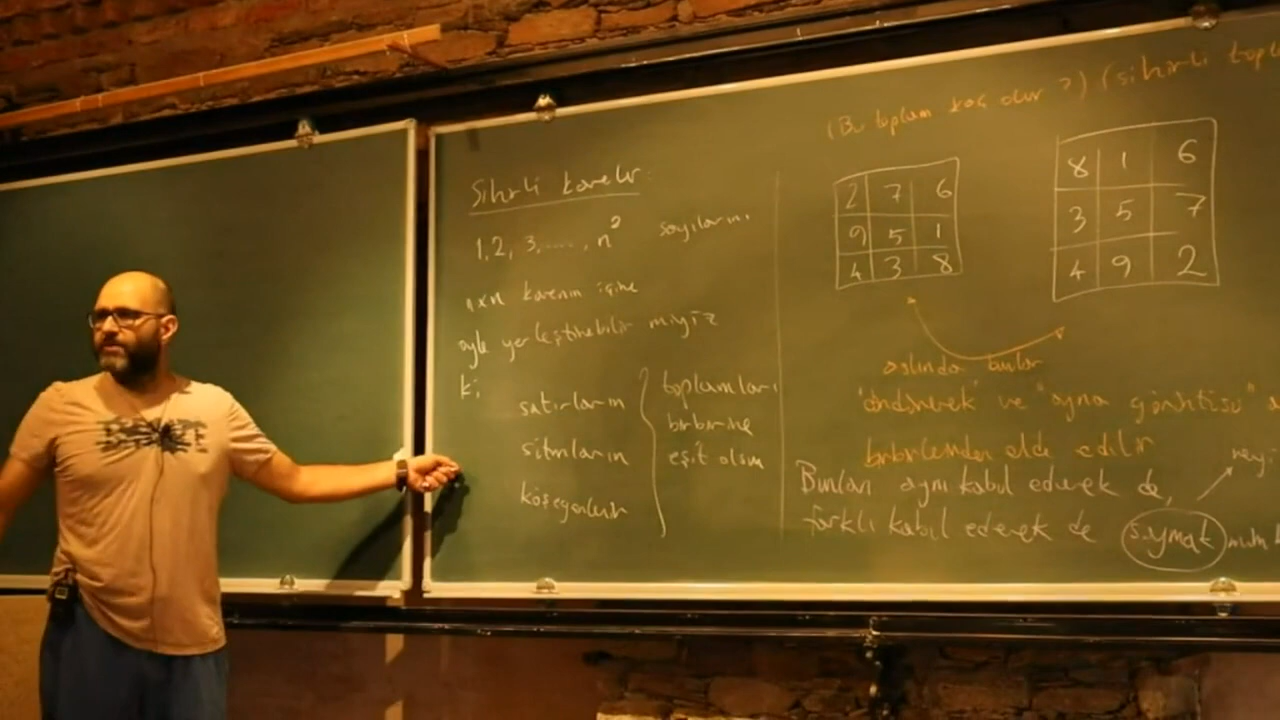 Sihirli kareler:
1, 2, 3, ....., n² sayılarını
nxn karenin içine
öyle yerleştirebilir miyiz
ki
satırların
sütunların
köşegenlerin
toplamları
birbirine
eşit olsun
(Bu toplam kaç olur?) (sihirli topl
2 7 6
9 5 1
4 3 8
8 1 6
3 5 7
4 9 2
aslında bunlar
"döndürerek" ve "ayna görüntüsü"
birbirlerinden elde edilir
Bunları aynı kabul ederek de,
farklı kabul ederek de saymak
neyi